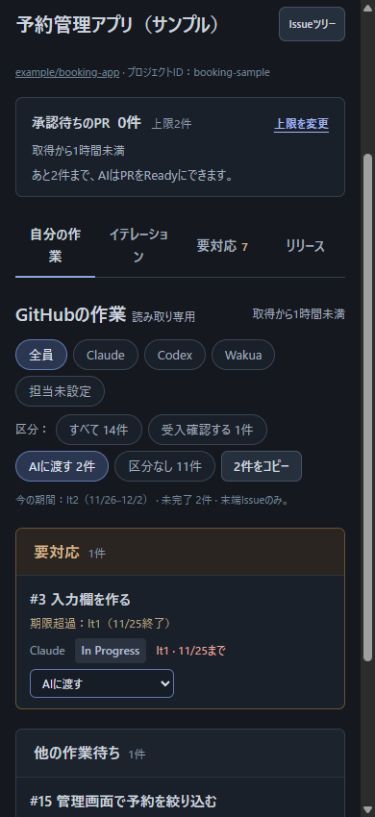 予約管理アプリ（サンプル）
Issueツリー
example/booking-app · プロジェクトID：booking-sample
承認待ちのPR 0件 上限2件 上限を変更
取得から1時間未満
あと2件まで、AIはPRをReadyにできます。
自分の作業
イテレーション
要対応 7
リリース
GitHubの作業 読み取り専用 取得から1時間未満
全員 Claude Codex Wakua
担当未設定
区分： すべて 14件 受入確認する 1件
AIに渡す 2件 区分なし 11件 2件をコピー
今の期間：It2（11/26–12/2） · 未完了 2件 · 末端Issueのみ。
要対応 1件
#3 入力欄を作る
期限超過：It1（11/25終了）
Claude In Progress It1 · 11/25まで
AIに渡す
他の作業待ち 1件
#15 管理画面で予約を絞り込む